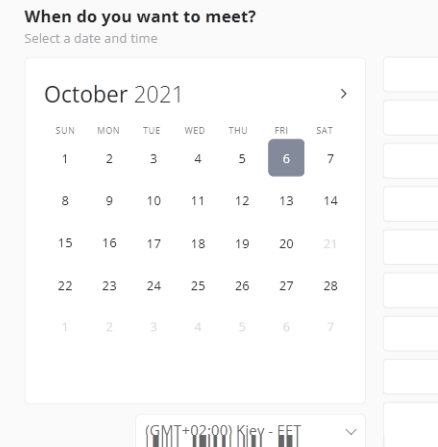 When do you want to meet?
Select a date and time
October 2021
SUN MON TUE WED THU FRI SAT
1 2 3 4 5 6 7
8 9 10 11 12 13 14
15 16 17 18 19 20 21
22 23 24 25 26 27 28
1 2 3 4 5 6 7
(GMT+02:00) Kiev - EET